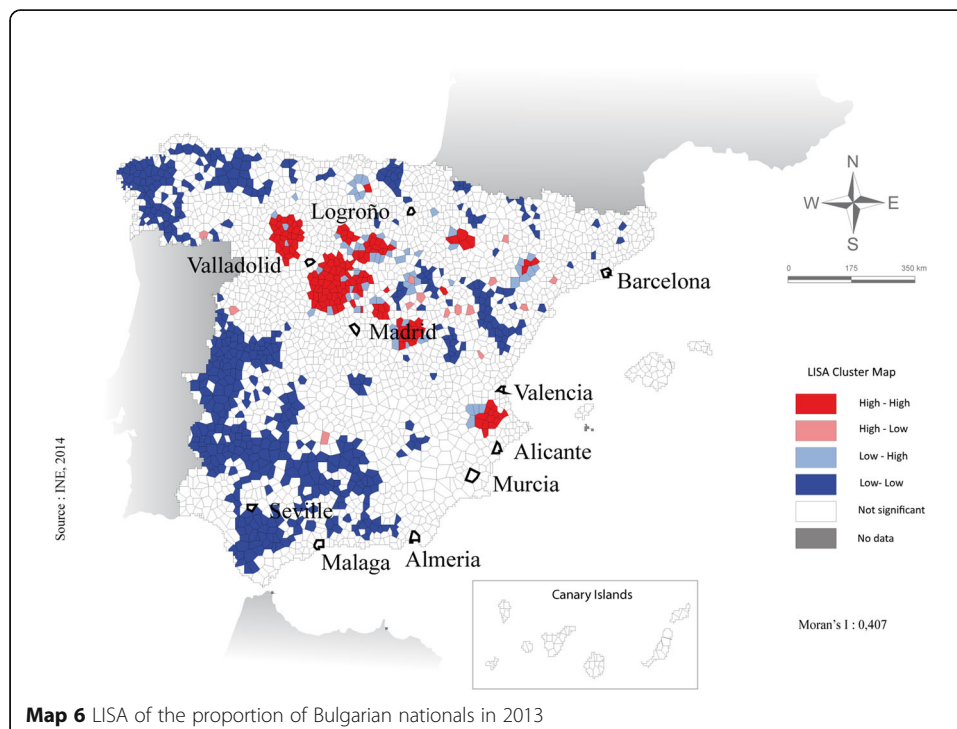 N
W E
S
0 175 350 km
Logroño
Valladolid
Barcelona
Madrid
Valencia
Alicante
Murcia
Seville
Malaga
Almeria
LISA Cluster Map
High - High
High - Low
Low - High
Low- Low
Not significant
No data
Source : INE, 2014
Canary Islands
Moran's I : 0,407
Map 6 LISA of the proportion of Bulgarian nationals in 2013